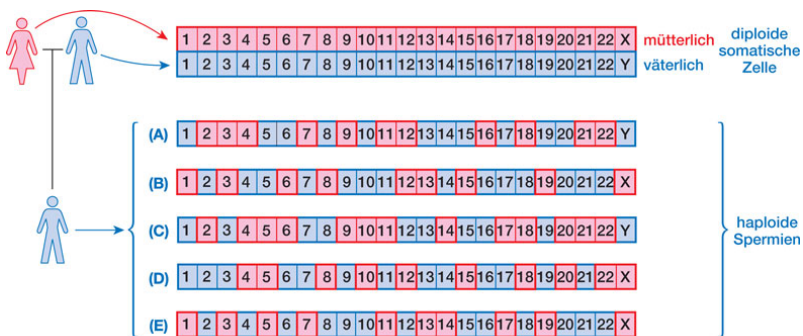 1 2 3 4 5 6 7 8 9 10 11 12 13 14 15 16 17 18 19 20 21 22 X mütterlich
1 2 3 4 5 6 7 8 9 10 11 12 13 14 15 16 17 18 19 20 21 22 Y väterlich
diploide
somatische
Zelle
(A) 1 2 3 4 5 6 7 8 9 10 11 12 13 14 15 16 17 18 19 20 21 22 Y
(B) 1 2 3 4 5 6 7 8 9 10 11 12 13 14 15 16 17 18 19 20 21 22 X
(C) 1 2 3 4 5 6 7 8 9 10 11 12 13 14 15 16 17 18 19 20 21 22 Y
(D) 1 2 3 4 5 6 7 8 9 10 11 12 13 14 15 16 17 18 19 20 21 22 X
(E) 1 2 3 4 5 6 7 8 9 10 11 12 13 14 15 16 17 18 19 20 21 22 X
haploide
Spermien